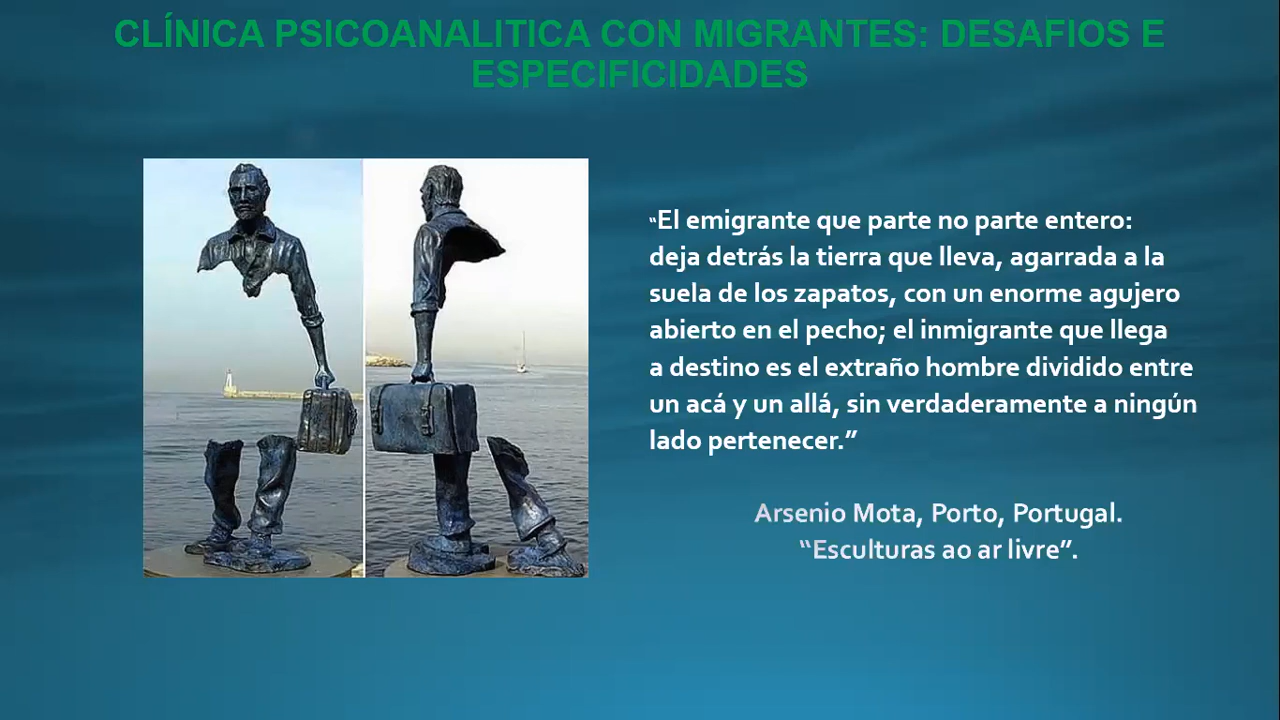 CLÍNICA PSICOANALITICA CON MIGRANTES: DESAFIOS E
ESPECIFICIDADES
“El emigrante que parte no parte entero:
deja detrás la tierra que lleva, agarrada a la
suela de los zapatos, con un enorme agujero
abierto en el pecho; el inmigrante que llega
a destino es el extraño hombre dividido entre
un acá y un allá, sin verdaderamente a ningún
lado pertenecer.”
Arsenio Mota, Porto, Portugal.
“Esculturas ao ar livre”.